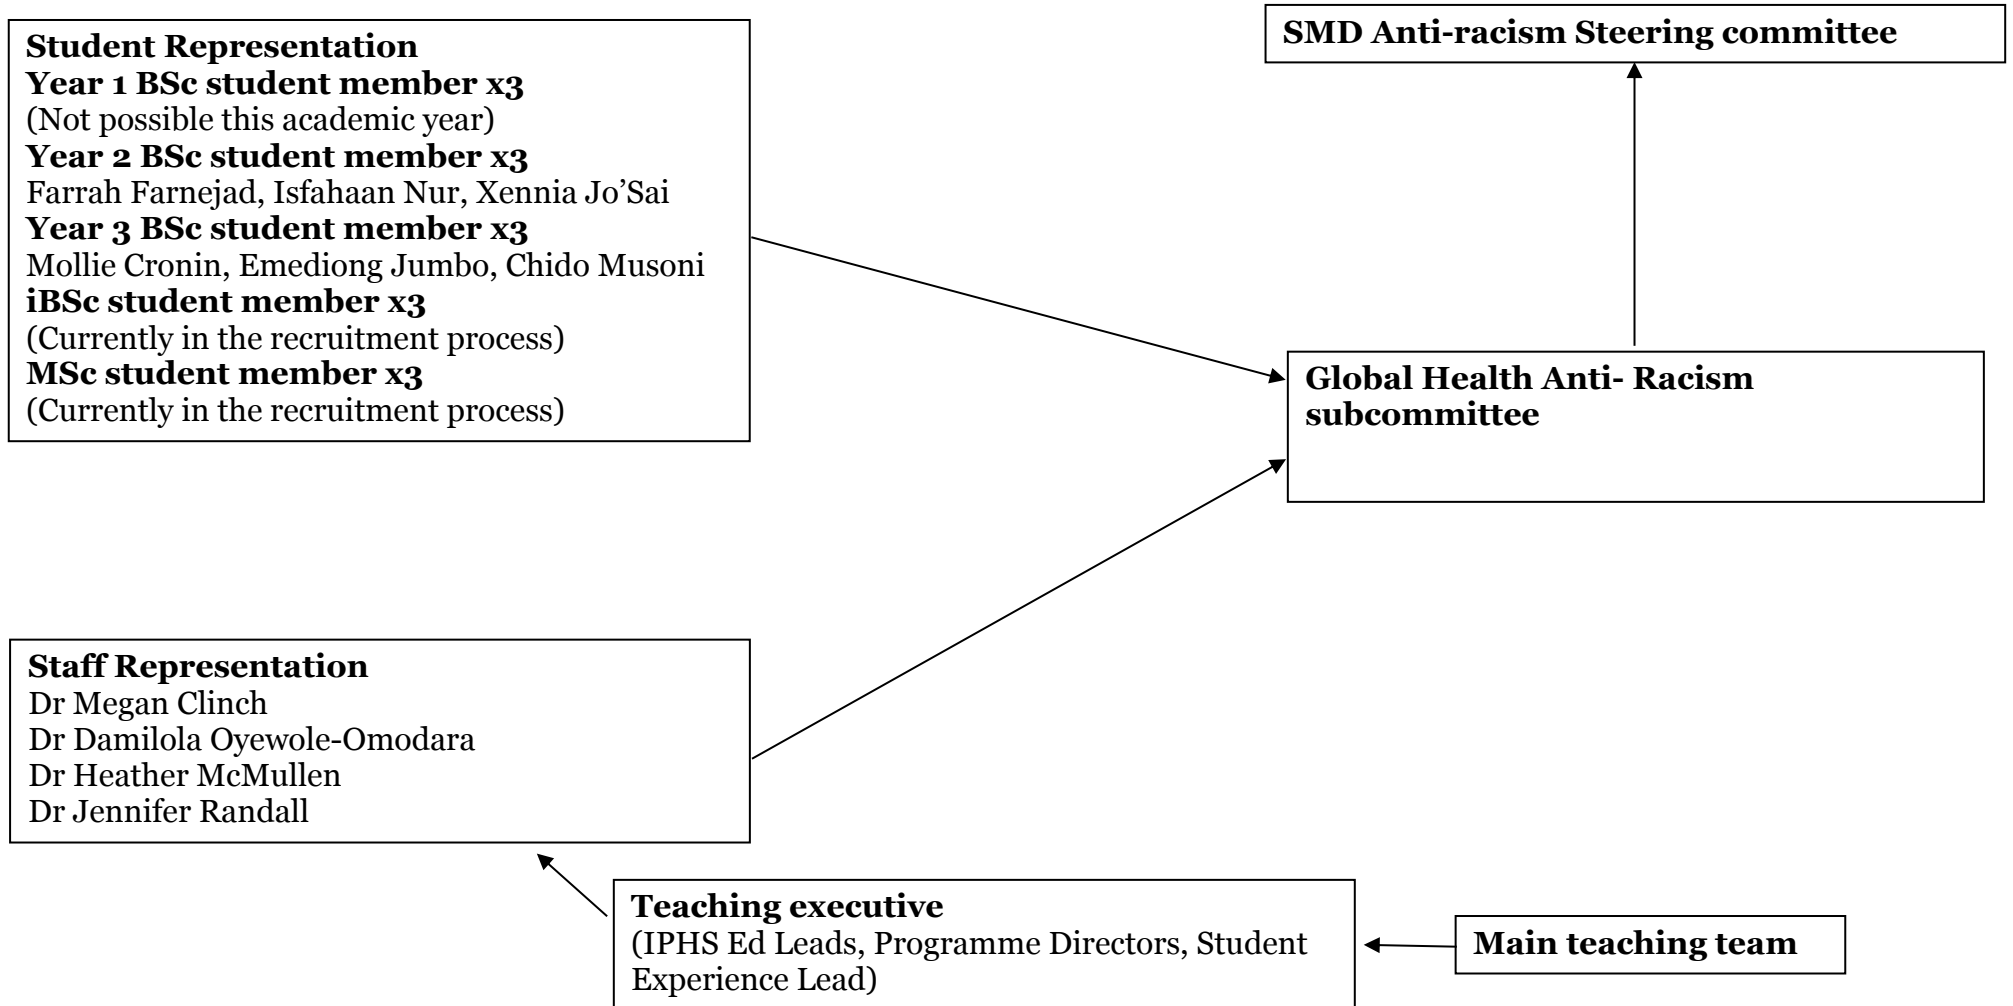 Student Representation
Year 1 BSc student member x3
(Not possible this academic year)
Year 2 BSc student member x3
Farrah Farnejad, Isfahaan Nur, Xennia Jo’Sai
Year 3 BSc student member x3
Mollie Cronin, Emediong Jumbo, Chido Musoni
iBSc student member x3
(Currently in the recruitment process)
MSc student member x3
(Currently in the recruitment process)
SMD Anti-racism Steering committee
Global Health Anti- Racism
subcommittee
Staff Representation
Dr Megan Clinch
Dr Damilola Oyewole-Omodara
Dr Heather McMullen
Dr Jennifer Randall
Teaching executive
(IPHS Ed Leads, Programme Directors, Student
Experience Lead)
Main teaching team